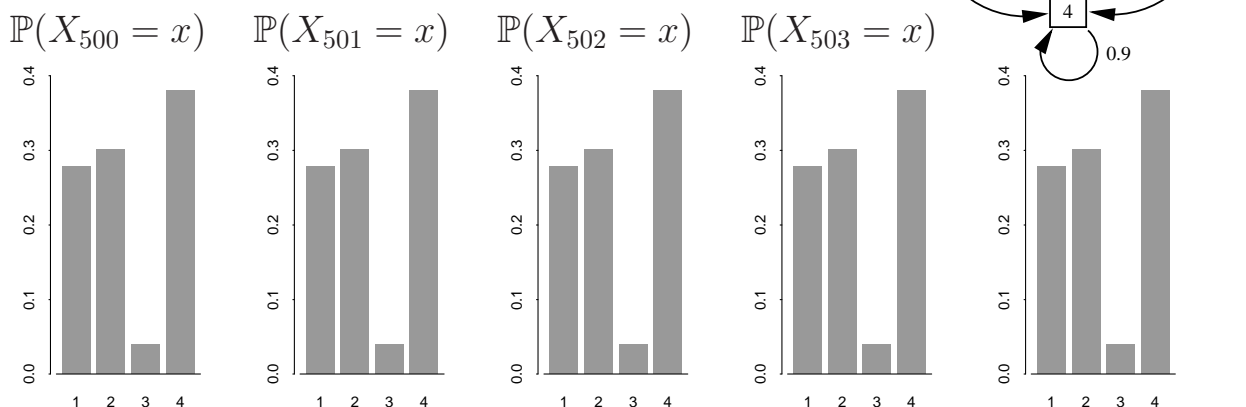 4
0.9
ℙ(X₅₀₀ = x) ℙ(X₅₀₁ = x) ℙ(X₅₀₂ = x) ℙ(X₅₀₃ = x)
0.4 0.4 0.4 0.4 0.4
0.3 0.3 0.3 0.3 0.3
0.2 0.2 0.2 0.2 0.2
0.1 0.1 0.1 0.1 0.1
0.0 0.0 0.0 0.0 0.0
1 2 3 4 1 2 3 4 1 2 3 4 1 2 3 4 1 2 3 4